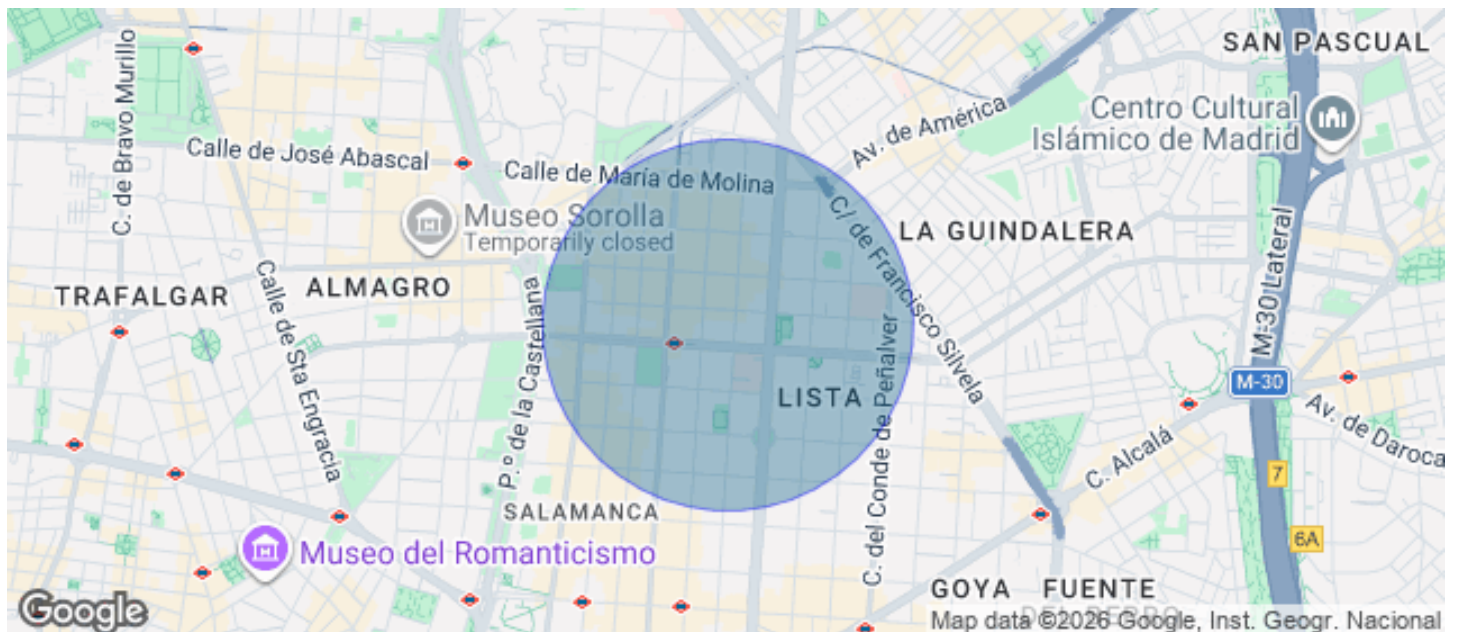 SAN PASCUAL
C. de Bravo Murillo
Av. de América
Centro Cultural
Islámico de Madrid
Calle de José Abascal
Calle de María de Molina
Museo Sorolla
Temporarily closed
C/ de Francisco Silvela
LA GUINDALERA
M-30 Lateral
TRAFALGAR
ALMAGRO
Calle de Sta Engracia
P.º de la Castellana
C. del Conde de Peñalver
LISTA
M-30
Av. de Daroca
C. Alcalá
7
SALAMANCA
6A
Museo del Romanticismo
GOYA
FUENTE
DEL BERRO
Google
Map data ©2026 Google, Inst. Geogr. Nacional